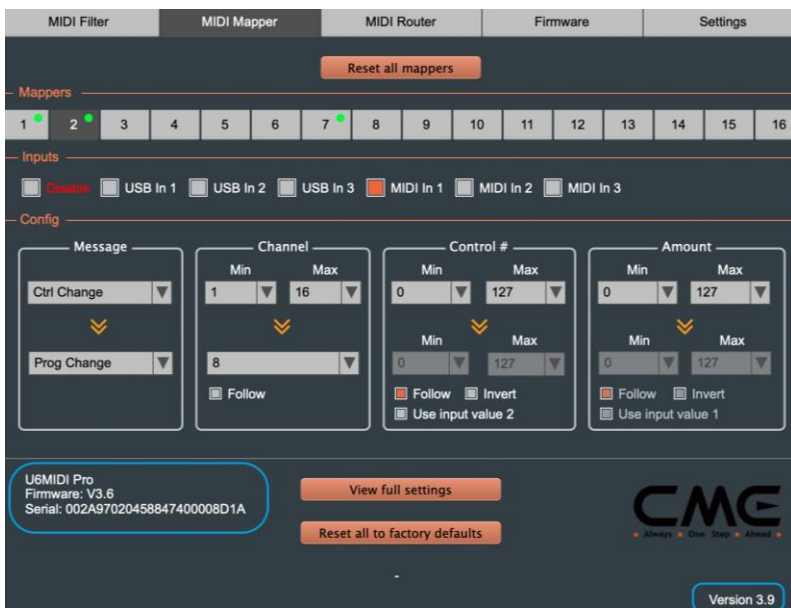 MIDI Filter MIDI Mapper MIDI Router Firmware Settings
Reset all mappers
Mappers
1 2 3 4 5 6 7 8 9 10 11 12 13 14 15 16
Inputs
Disable USB In 1 USB In 2 USB In 3 MIDI In 1 MIDI In 2 MIDI In 3
Config
Message Channel Control # Amount
Min Max Min Max Min Max
Ctrl Change 1 16 0 127 0 127
Min Max Min Max
Prog Change 8 0 127 0 127
Follow Follow Invert Follow Invert
Use input value 2 Use input value 1
U6MIDI Pro
Firmware: V3.6
Serial: 002A97020458847400008D1A
View full settings
Reset all to factory defaults
CME
Always One Step Ahead
-
Version 3.9